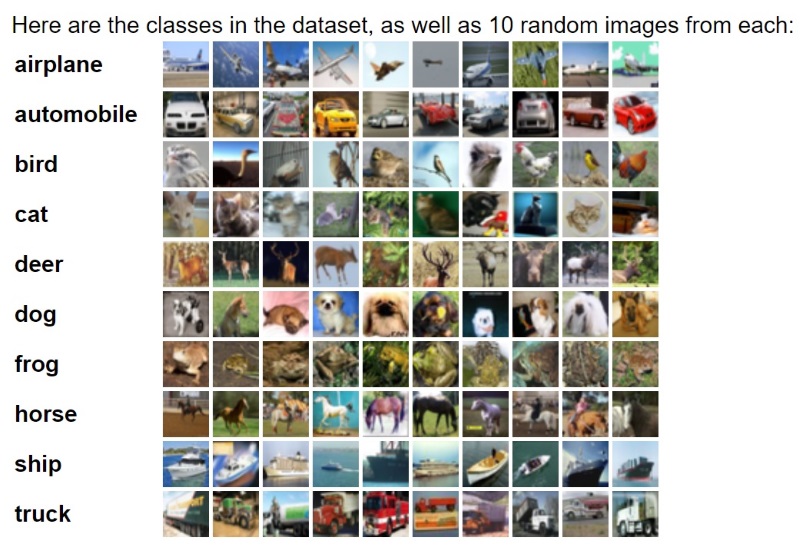 Here are the classes in the dataset, as well as 10 random images from each:
airplane
automobile
bird
cat
deer
dog
frog
horse
ship
truck